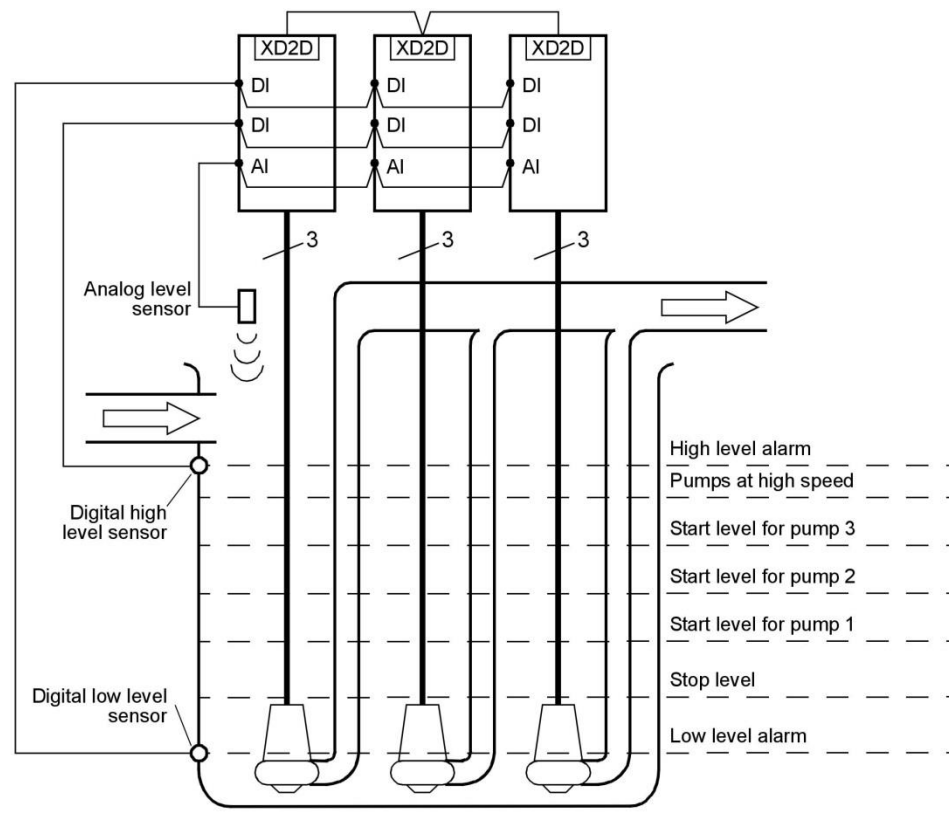 XD2D XD2D XD2D
DI DI DI
DI DI DI
AI AI AI
3 3 3
Analog level
sensor
High level alarm
Pumps at high speed
Digital high
level sensor
Start level for pump 3
Start level for pump 2
Start level for pump 1
Stop level
Digital low level
sensor
Low level alarm